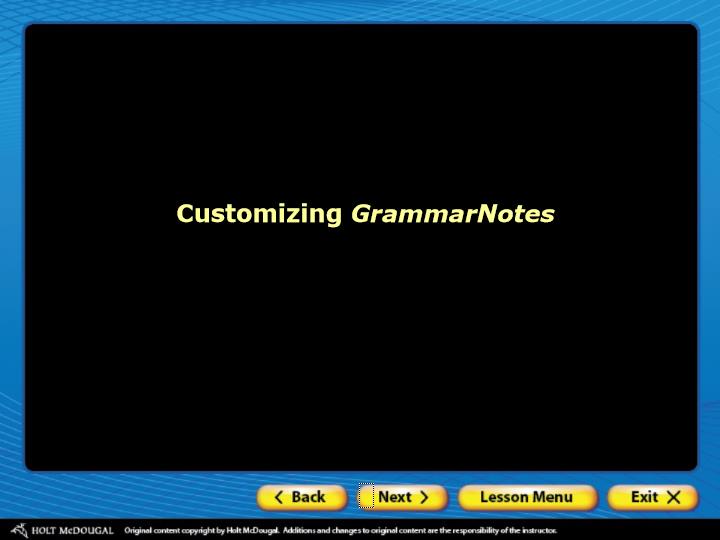 Customizing GrammarNotes
Back
Next
Lesson Menu
Exit
HOLT McDOUGAL
Original content copyright by Holt McDougal. Additions and changes to original content are the responsibility of the instructor.